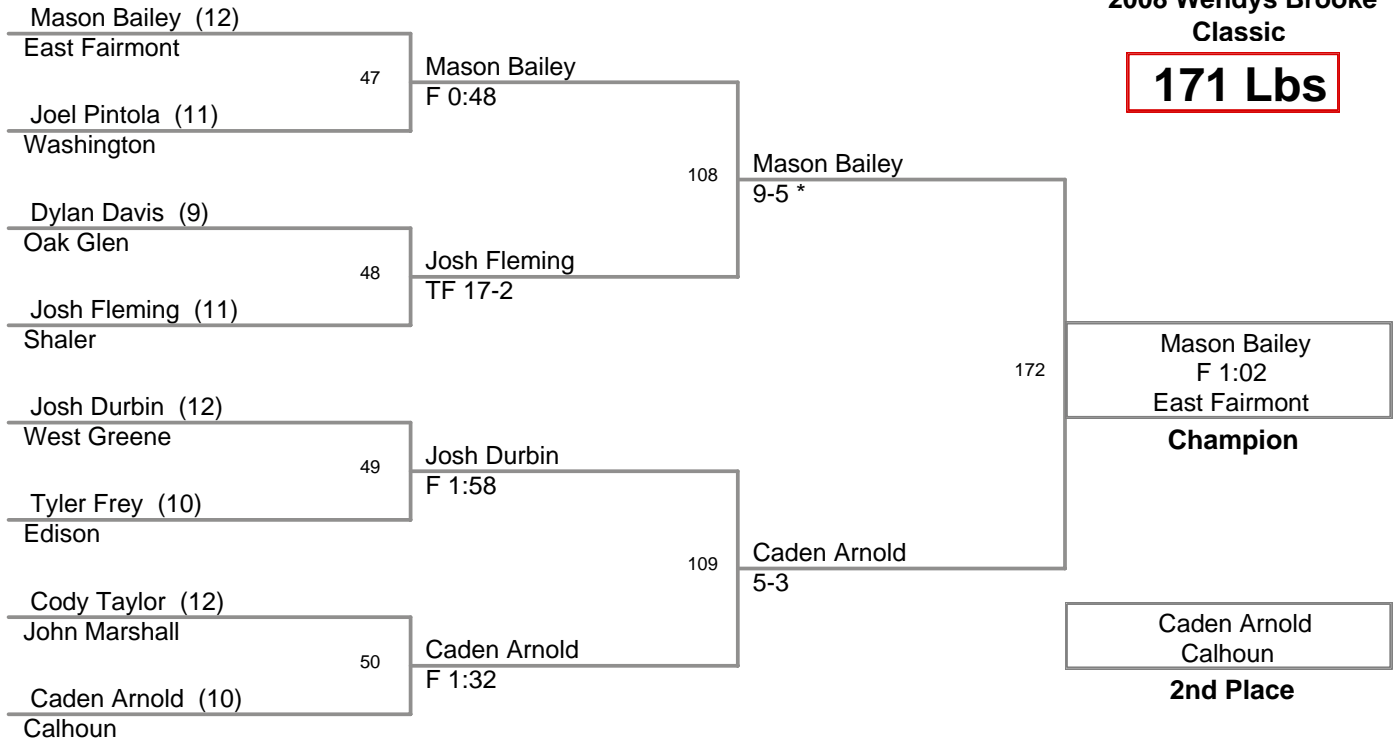 2008 Wendys Brooke
Classic
171 Lbs
Mason Bailey (12)
East Fairmont
47
Joel Pintola (11)
Washington
Dylan Davis (9)
Oak Glen
48
Josh Fleming (11)
Shaler
Josh Durbin (12)
West Greene
49
Tyler Frey (10)
Edison
Cody Taylor (12)
John Marshall
50
Caden Arnold (10)
Calhoun
Mason Bailey
F 0:48
108
Josh Fleming
TF 17-2
Josh Durbin
F 1:58
109
Caden Arnold
F 1:32
Mason Bailey
9-5 *
172
Caden Arnold
5-3
Mason Bailey
F 1:02
East Fairmont
Champion
Caden Arnold
Calhoun
2nd Place